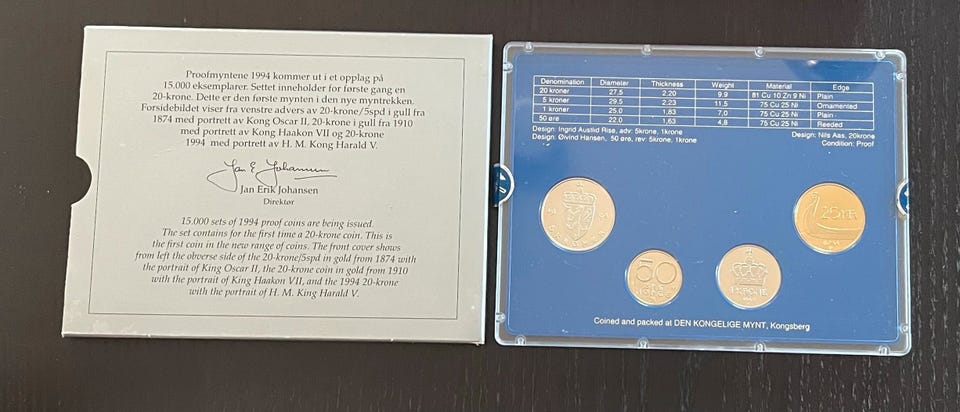 Proofmyntene 1994 kommer ut i et opplag på
15.000 eksemplarer. Settet inneholder for første gang en
20-krone. Dette er den første mynten i den nye myntrekken.
Forsidebildet viser fra venstre advers av 20-krone/5spd i gull fra
1874 med portrett av Kong Oscar II, 20-krone i gull fra 1910
med portrett av Kong Haakon VII og 20-krone
1994 med portrett av H. M. Kong Harald V.
Jan E Johansen
Jan Erik Johansen
Direktør
15.000 sets of 1994 proof coins are being issued.
The set contains for the first time a 20-krone coin. This is
the first coin in the new range of coins. The front cover shows
from left the obverse side of the 20-krone/5spd in gold from 1874 with
the portrait of King Oscar II, the 20-krone coin in gold from 1910
with the portrait of King Haakon VII, and the 1994 20-krone
with the portrait of H. M. King Harald V.
Denomination Diameter Thickness Weight Material Edge
20 kroner 27,5 2,20 9,9 81 Cu 10 Zn 9 Ni Plain
5 kroner 29,5 2,23 11,5 75 Cu 25 Ni Ornamented
1 kroner 25,0 1,83 7,0 75 Cu 25 Ni Plain
50 øre 22,0 1,63 4,8 75 Cu 25 Ni Reeded
Design: Ingrid Austlid Rise, adv: 5krone, 1krone
Design: Nils Aas, 20krone
Design: Øivind Hansen, 50 øre, rev: 5krone, 1krone
Condition: Proof
50
1 KRONE
Coined and packed at DEN KONGELIGE MYNT, Kongsberg